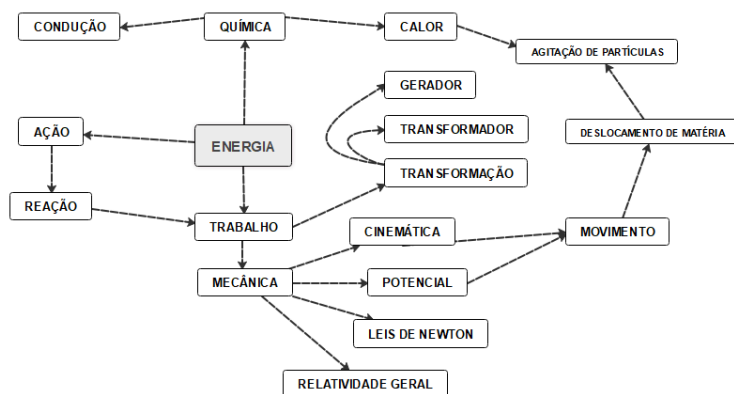 CONDUÇÃO
QUÍMICA
CALOR
AGITAÇÃO DE PARTÍCULAS
GERADOR
AÇÃO
TRANSFORMADOR
DESLOCAMENTO DE MATÉRIA
ENERGIA
TRANSFORMAÇÃO
REAÇÃO
TRABALHO
CINEMÁTICA
MOVIMENTO
MECÂNICA
POTENCIAL
LEIS DE NEWTON
RELATIVIDADE GERAL